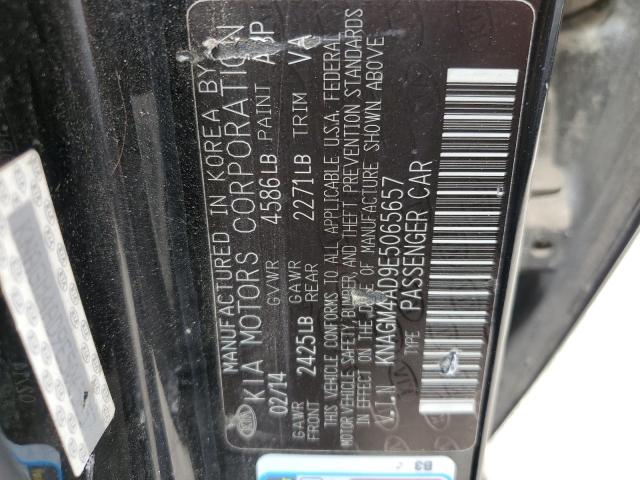 MANUFACTURED IN KOREA BY
KIA MOTORS CORPORATION
02/14 GVWR 4586LB PAINT ABP
GAWR FRONT 2425LB GAWR REAR 2271LB TRIM VA
THIS VEHICLE CONFORMS TO ALL APPLICABLE U.S.A. FEDERAL
MOTOR VEHICLE SAFETY, BUMPER, AND THEFT PREVENTION STANDARDS
IN EFFECT ON THE DATE OF MANUFACTURE SHOWN ABOVE
V.I.N KNAGM4AD9E5065657
TYPE PASSENGER CAR
B3